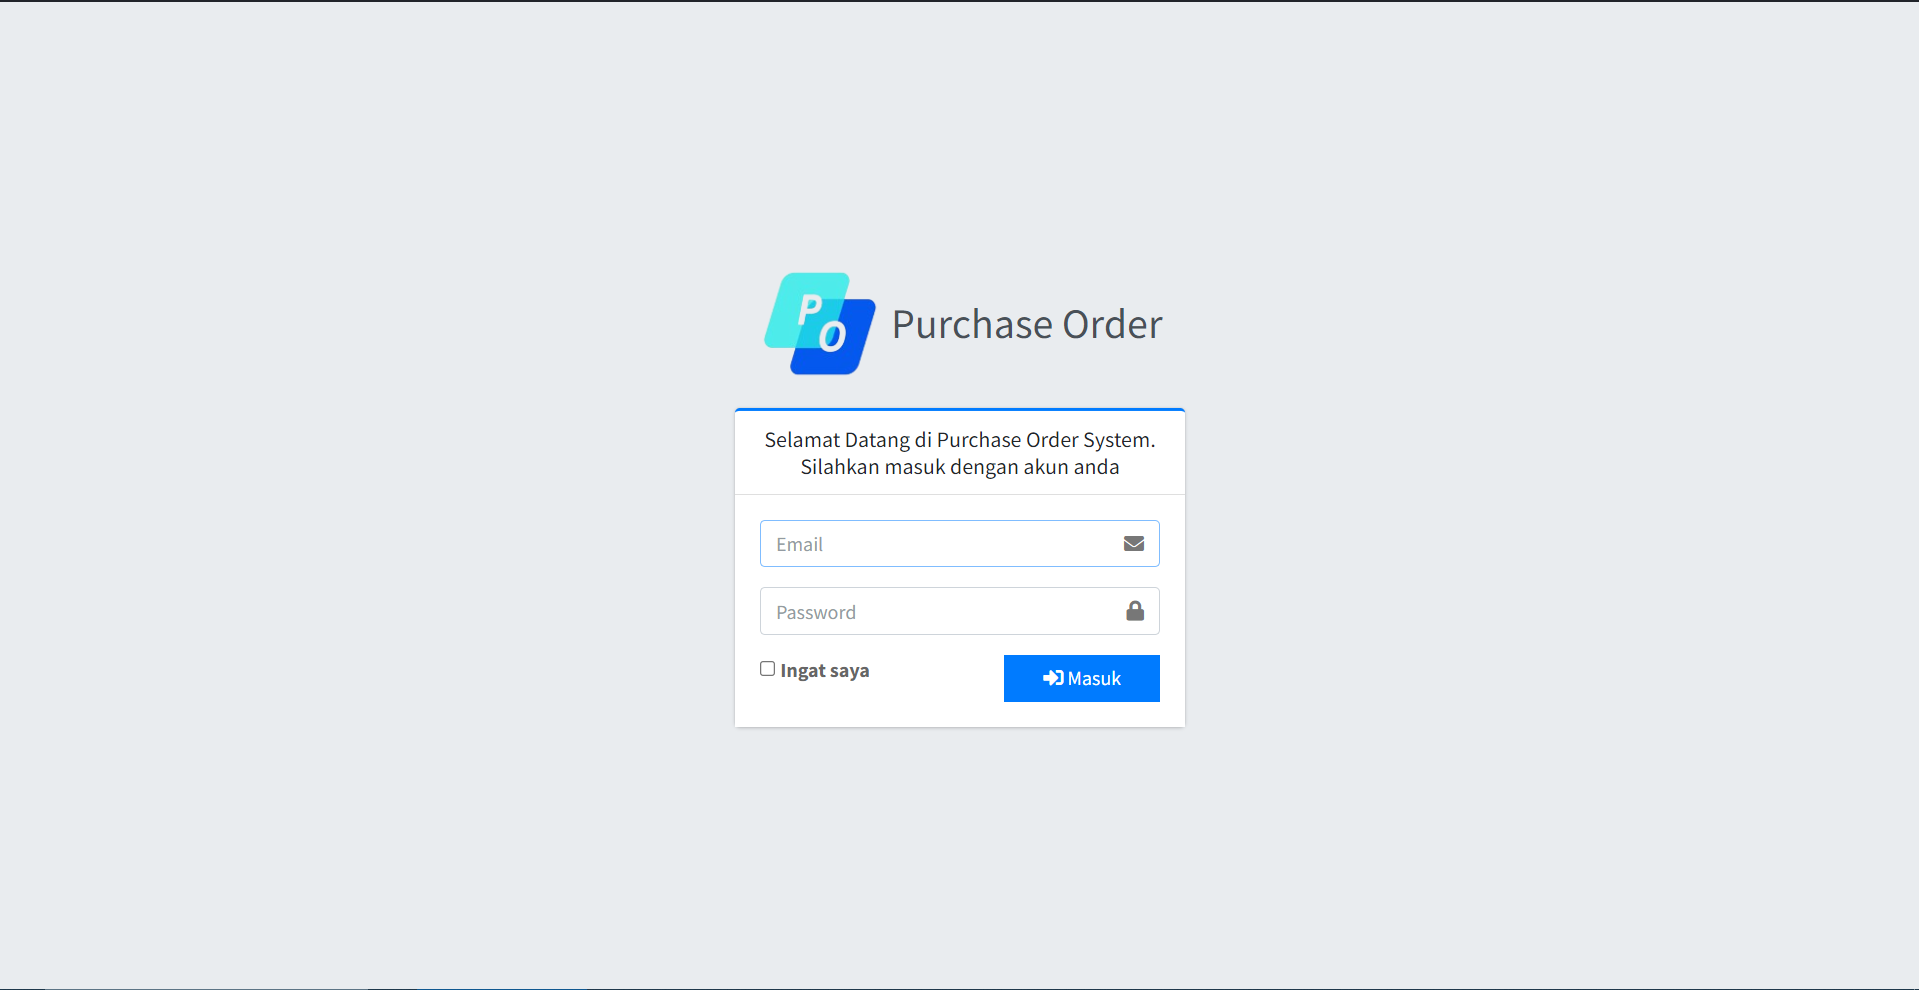 PO
Purchase Order
Selamat Datang di Purchase Order System.
Silahkan masuk dengan akun anda
Email
Password
Ingat saya
Masuk